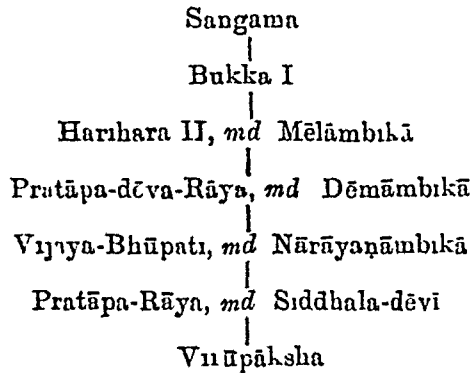 Sangama
Bukka I
Harihara II, md Mēlāmbikā
Pratāpa-dēva-Rāya, md Dēmāmbikā
Vijaya-Bhūpati, md Nārāyaṇāmbikā
Pratāpa-Rāya, md Siddhala-dēvī
Virūpāksha